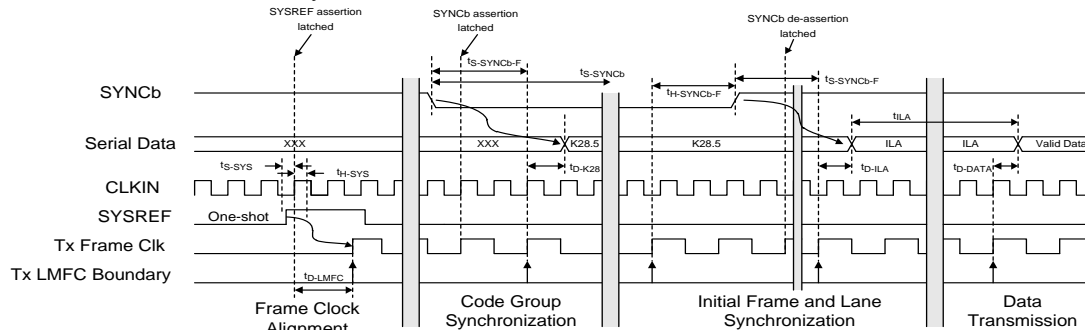 SYSREF assertion
latched
SYNCb assertion
latched
SYNCb de-assertion
latched
tS-SYNCb-F
tS-SYNCb
tS-SYNCb-F
tH-SYNCb-F
SYNCb
tILA
Serial Data
XXX
XXX
K28.5
K28.5
ILA
ILA
Valid Data
tS-SYS
tH-SYS
tD-K28
tD-ILA
tD-DATA
CLKIN
SYSREF
One-shot
Tx Frame Clk
Tx LMFC Boundary
tD-LMFC
Frame Clock
Alignment
Code Group
Synchronization
Initial Frame and Lane
Synchronization
Data
Transmission